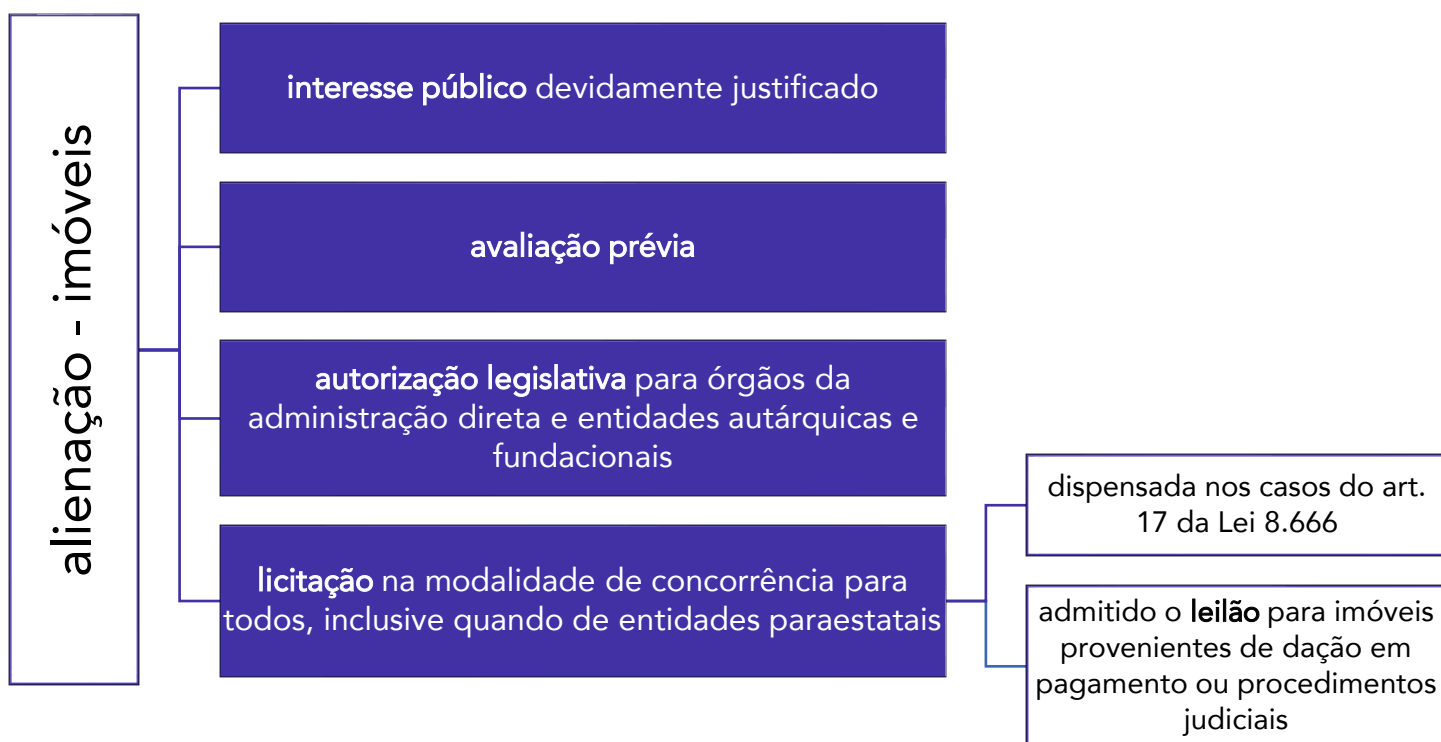 alienação - imóveis
interesse público devidamente justificado
avaliação prévia
autorização legislativa para órgãos da
administração direta e entidades autárquicas e
fundacionais
licitação na modalidade de concorrência para
todos, inclusive quando de entidades paraestatais
dispensada nos casos do art.
17 da Lei 8.666
admitido o leilão para imóveis
provenientes de dação em
pagamento ou procedimentos
judiciais